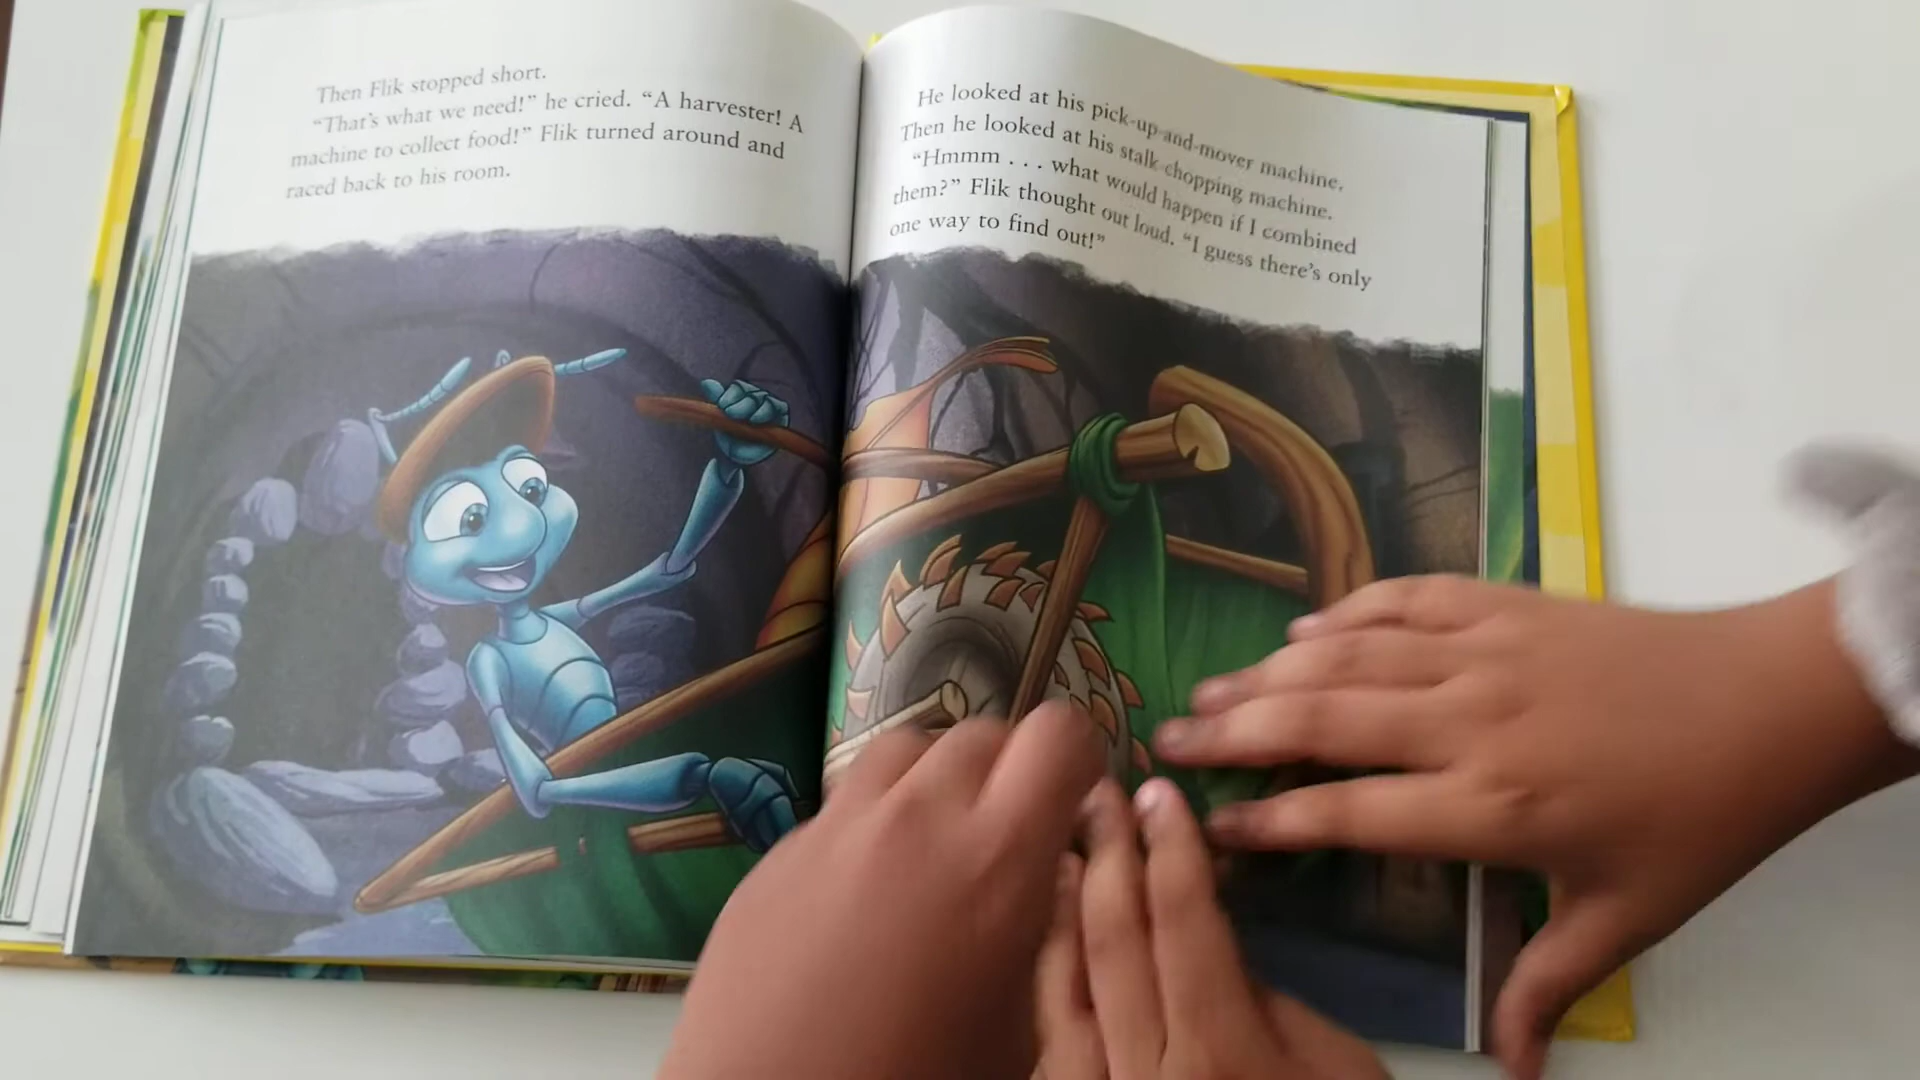 Then Flik stopped short.
“That’s what we need!” he cried. “A harvester! A
machine to collect food!” Flik turned around and
raced back to his room.
He looked at his pick-up-and-mover machine.
Then he looked at his stalk-chopping machine.
“Hmmm . . . what would happen if I combined
them?” Flik thought out loud. “I guess there’s only
one way to find out!”